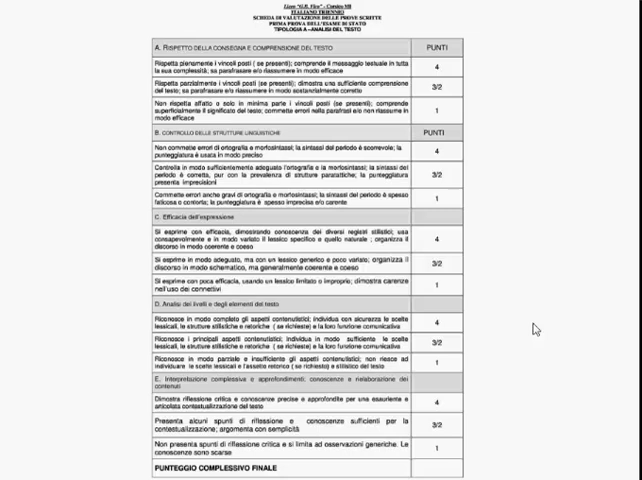 Liceo "G.B. Vico" - Corsico MI
ITALIANO TRIENNIO
SCHEDA DI VALUTAZIONE DELLE PROVE SCRITTE
PRIMA PROVA DELL'ESAME DI STATO
TIPOLOGIA A – ANALISI DEL TESTO
A. RISPETTO DELLA CONSEGNA E COMPRENSIONE DEL TESTO PUNTI
Rispetta pienamente i vincoli posti ( se presenti); comprende il messaggio testuale in tutta
la sua complessità; sa parafrasare e/o riassumere in modo efficace
4
Rispetta parzialmente i vincoli posti (se presenti); dimostra una sufficiente comprensione
del testo; sa parafrasare e/o riassumere in modo sostanzialmente corretto
3/2
Non rispetta affatto o solo in minima parte i vincoli posti (se presenti); comprende
superficialmente il significato del testo; commette errori nella parafrasi e/o non riassume in
modo efficace
1
B. CONTROLLO DELLE STRUTTURE LINGUISTICHE PUNTI
Non commette errori di ortografia e morfosintassi; la sintassi del periodo è scorrevole; la
punteggiatura è usata in modo preciso
4
Controlla in modo sufficientemente adeguato l'ortografia e la morfosintassi; la sintassi del
periodo è corretta, pur con la prevalenza di strutture paratattiche; la punteggiatura
presenta imprecisioni
3/2
Commette errori anche gravi di ortografia e morfosintassi; la sintassi del periodo è spesso
faticosa o contorta; la punteggiatura è spesso imprecisa e/o carente
1
C. Efficacia dell'espressione
Si esprime con efficacia, dimostrando conoscenza dei diversi registri stilistici; usa
consapevolmente e in modo variato il lessico specifico e quello naturale ; organizza il
discorso in modo coerente e coeso
4
Si esprime in modo adeguato, ma con un lessico generico e poco variato; organizza il
discorso in modo schematico, ma generalmente coerente e coeso
3/2
Si esprime con poca efficacia, usando un lessico limitato o improprio; dimostra carenze
nell'uso dei connettivi
1
D. Analisi dei livelli e degli elementi del testo
Riconosce in modo completo gli aspetti contenutistici; individua con sicurezza le scelte
lessicali, le strutture stilistiche e retoriche ( se richieste) e la loro funzione comunicativa
4
Riconosce i principali aspetti contenutistici; individua in modo sufficiente le scelte
lessicali, le strutture stilistiche e retoriche ( se richieste) e la loro funzione comunicativa
3/2
Riconosce in modo parziale e insufficiente gli aspetti contenutistici; non riesce ad
individuare le scelte lessicali e l'assetto retorico ( se richiesto) e stilistico del testo
1
E. Interpretazione complessiva e approfondimenti; conoscenze e rielaborazione dei
contenuti
Dimostra riflessione critica e conoscenze precise e approfondite per una esauriente e
articolata contestualizzazione del testo
4
Presenta alcuni spunti di riflessione e conoscenze sufficienti per la
contestualizzazione; argomenta con semplicità
3/2
Non presenta spunti di riflessione critica e si limita ad osservazioni generiche. Le
conoscenze sono scarse
1
PUNTEGGIO COMPLESSIVO FINALE